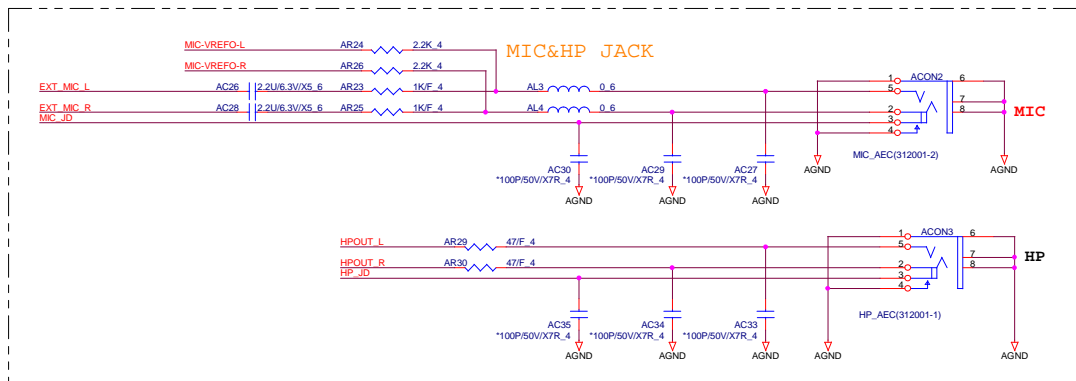 MIC&HP JACK
MIC-VREFO-L AR24 2.2K_4
MIC-VREFO-R AR26 2.2K_4
EXT_MIC_L AC26 2.2U/6.3V/X5_6 AR23 1K/F_4 AL3 0_6
EXT_MIC_R AC28 2.2U/6.3V/X5_6 AR25 1K/F_4 AL4 0_6
MIC_JD
1 ACON2 6
5
7
2 8 MIC
3
4
MIC_AEC(312001-2)
AC30 AC29 AC27
*100P/50V/X7R_4 *100P/50V/X7R_4 *100P/50V/X7R_4
AGND AGND
AGND AGND AGND
HPOUT_L AR29 47/F_4
HPOUT_R AR30 47/F_4
HP_JD
1 ACON3 6
5
7 HP
2 8
3
4
HP_AEC(312001-1)
AC35 AC34 AC33
*100P/50V/X7R_4 *100P/50V/X7R_4 *100P/50V/X7R_4
AGND AGND AGND AGND AGND